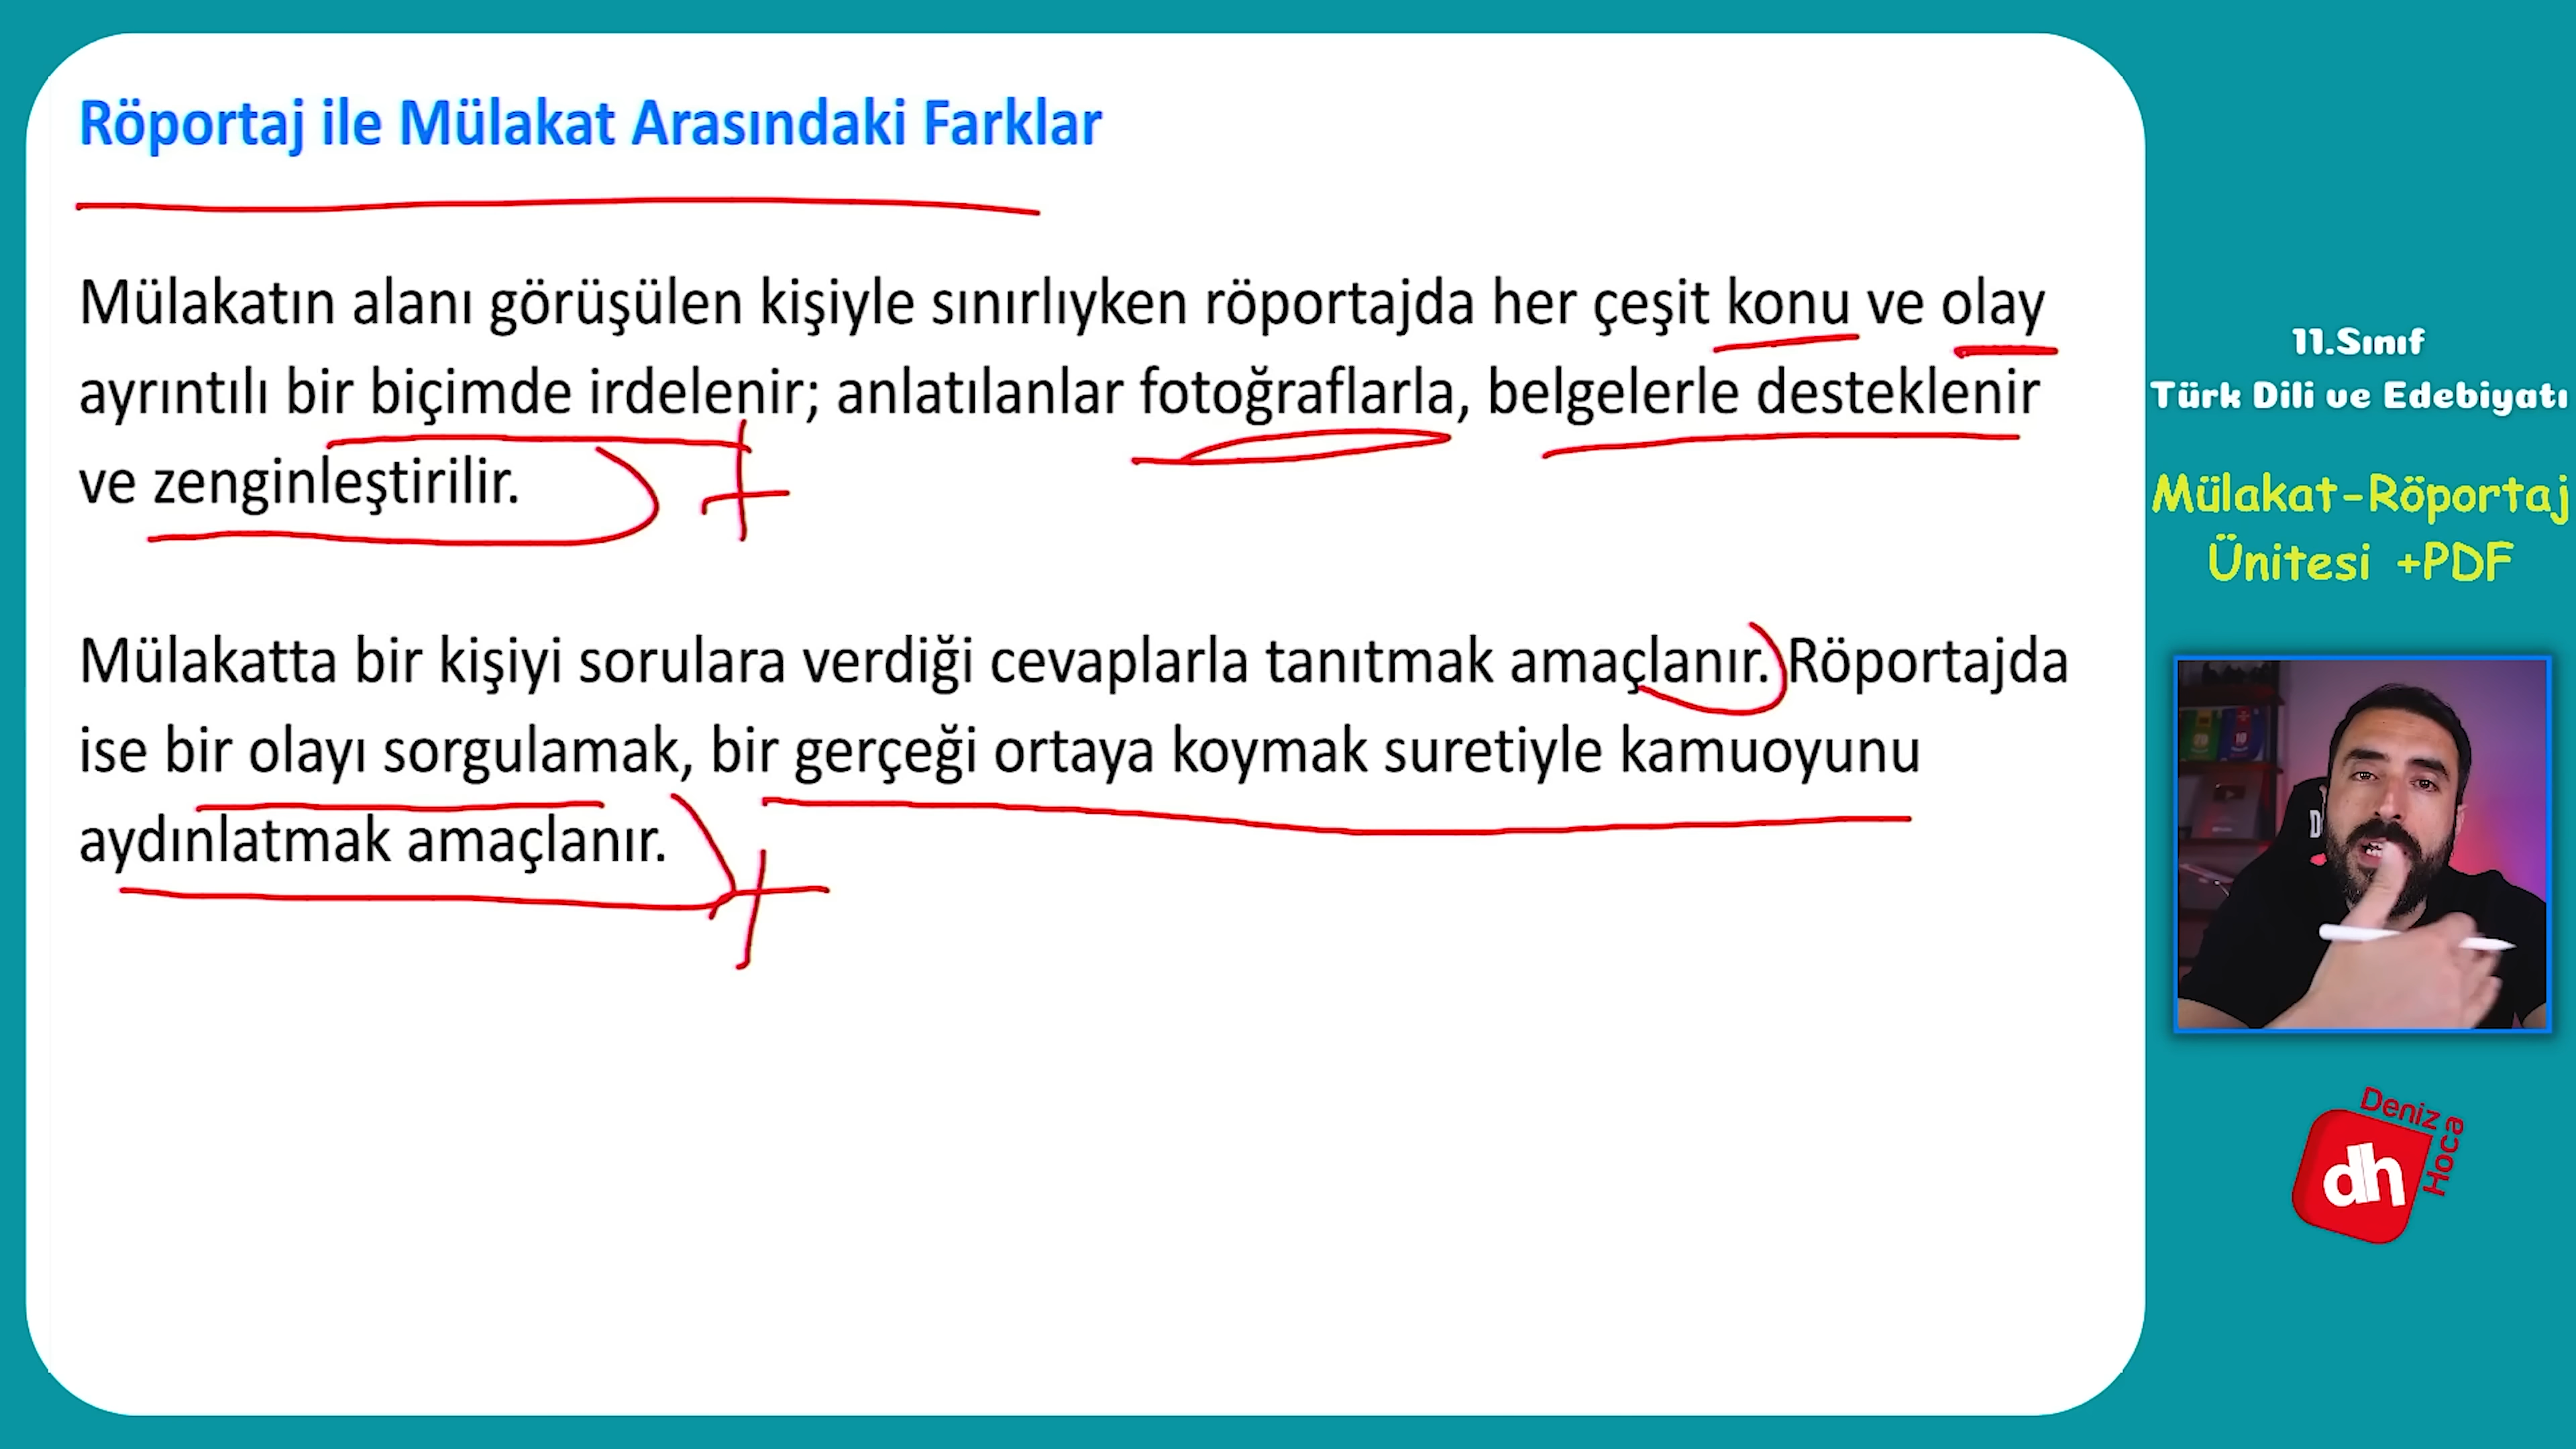 Röportaj ile Mülakat Arasındaki Farklar
Mülakatın alanı görüşülen kişiyle sınırlıyken röportajda her çeşit konu ve olay
ayrıntılı bir biçimde irdelenir; anlatılanlar fotoğraflarla, belgelerle desteklenir
ve zenginleştirilir.
Mülakatta bir kişiyi sorulara verdiği cevaplarla tanıtmak amaçlanır. Röportajda
ise bir olayı sorgulamak, bir gerçeği ortaya koymak suretiyle kamuoyunu
aydınlatmak amaçlanır.
11.Sınıf
Türk Dili ve Edebiyatı
Mülakat-Röportaj
Ünitesi +PDF
Deniz
Hoca
dh